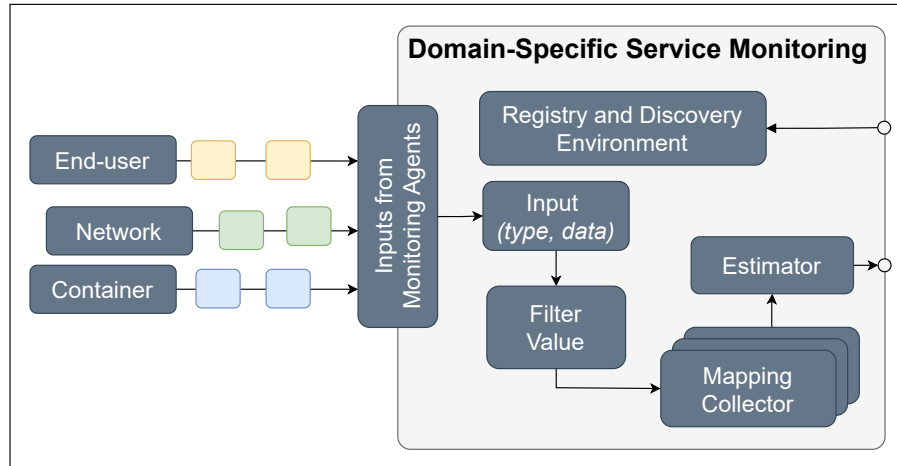 Domain-Specific Service Monitoring
Registry and Discovery
Environment
End-user
Network
Container
Inputs from
Monitoring Agents
Input
(type, data)
Filter
Value
Estimator
Mapping
Collector